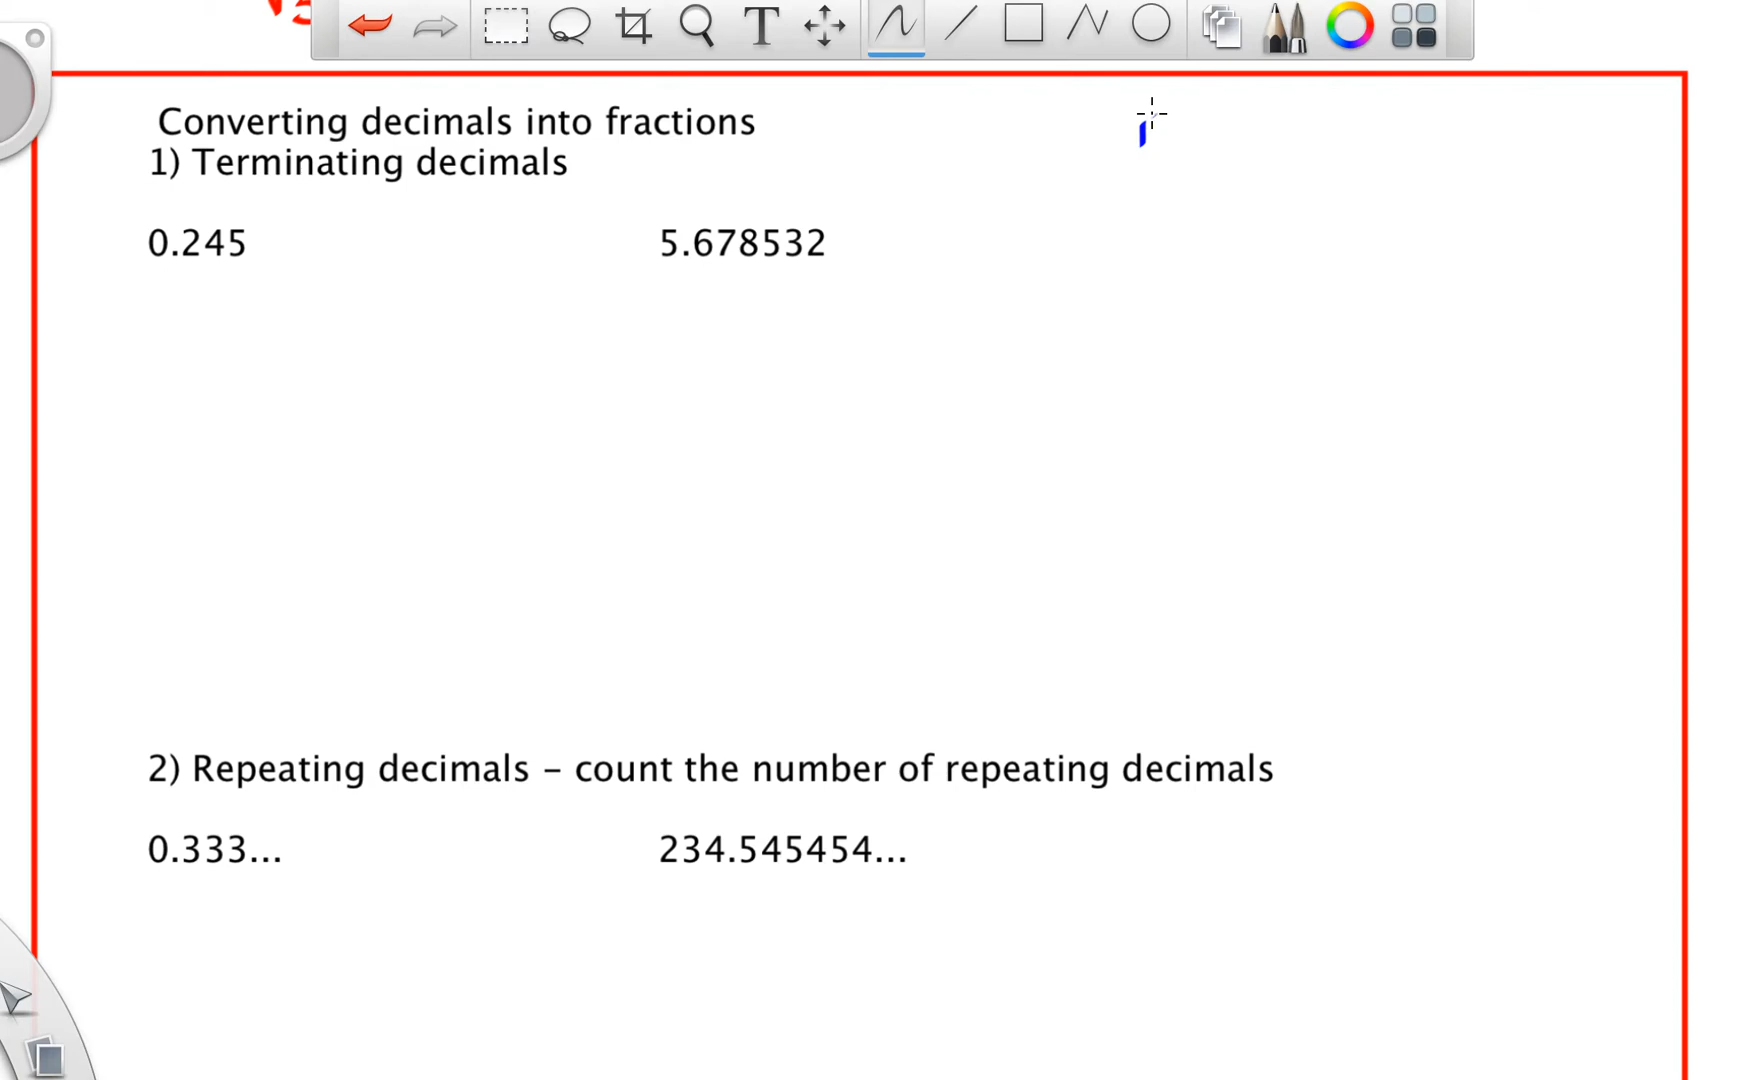 Converting decimals into fractions
1) Terminating decimals
0.245 5.678532
2) Repeating decimals – count the number of repeating decimals
0.333... 234.545454...